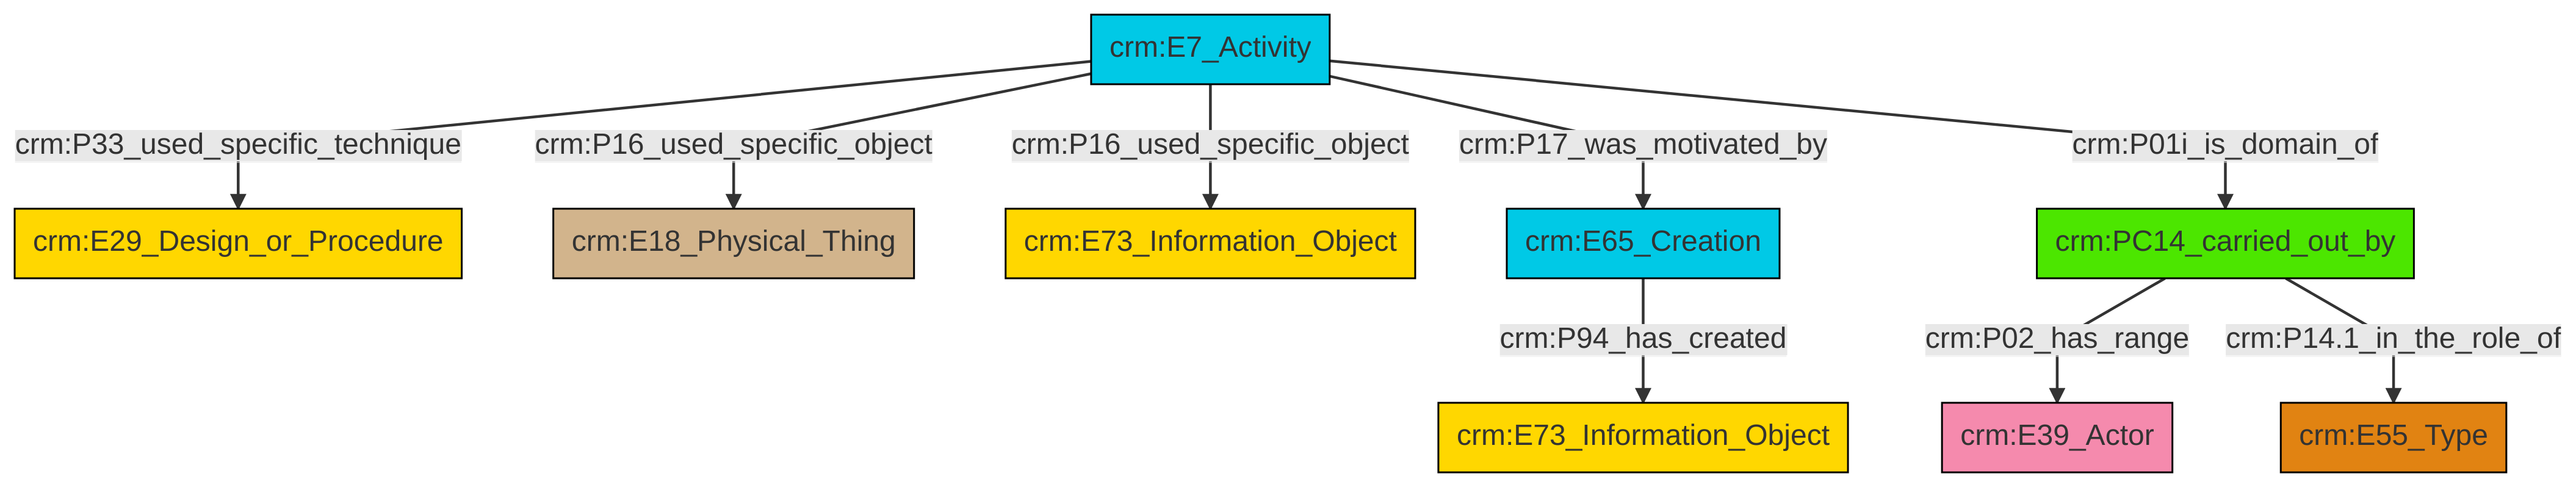 crm:E7_Activity
crm:P33_used_specific_technique
crm:P16_used_specific_object
crm:P16_used_specific_object
crm:P17_was_motivated_by
crm:P01i_is_domain_of
crm:E29_Design_or_Procedure
crm:E18_Physical_Thing
crm:E73_Information_Object
crm:E65_Creation
crm:PC14_carried_out_by
crm:P94_has_created
crm:P02_has_range
crm:P14.1_in_the_role_of
crm:E73_Information_Object
crm:E39_Actor
crm:E55_Type